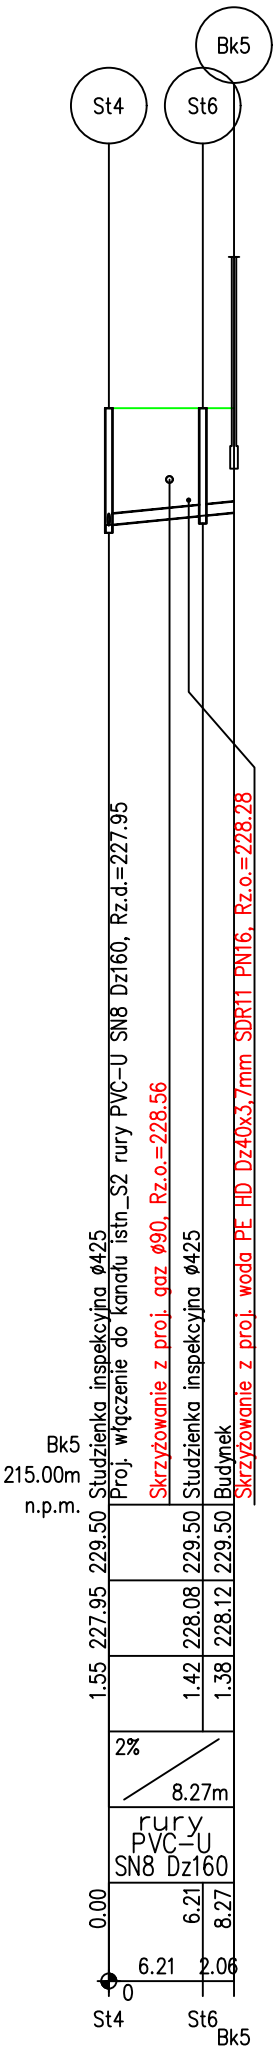 Bk5
St4
St6
Studzienka inspekcyjna ø425
Proj. włączenie do kanału istn_S2 rury PVC-U SN8 Dz160, Rz.d.=227.95
Skrzyżowanie z proj. gaz ø90, Rz.o.=228.56
Studzienka inspekcyjna ø425
Budynek
Skrzyżowanie z proj. woda PE HD Dz40x3,7mm SDR11 PN16, Rz.o.=228.28
Bk5
215.00m
n.p.m.
229.50
229.50
229.50
227.95
228.08
228.12
1.55
1.42
1.38
2%
8.27m
rury
PVC-U
SN8 Dz160
0.00
6.21
8.27
6.21
2.06
0
St4
St6
Bk5